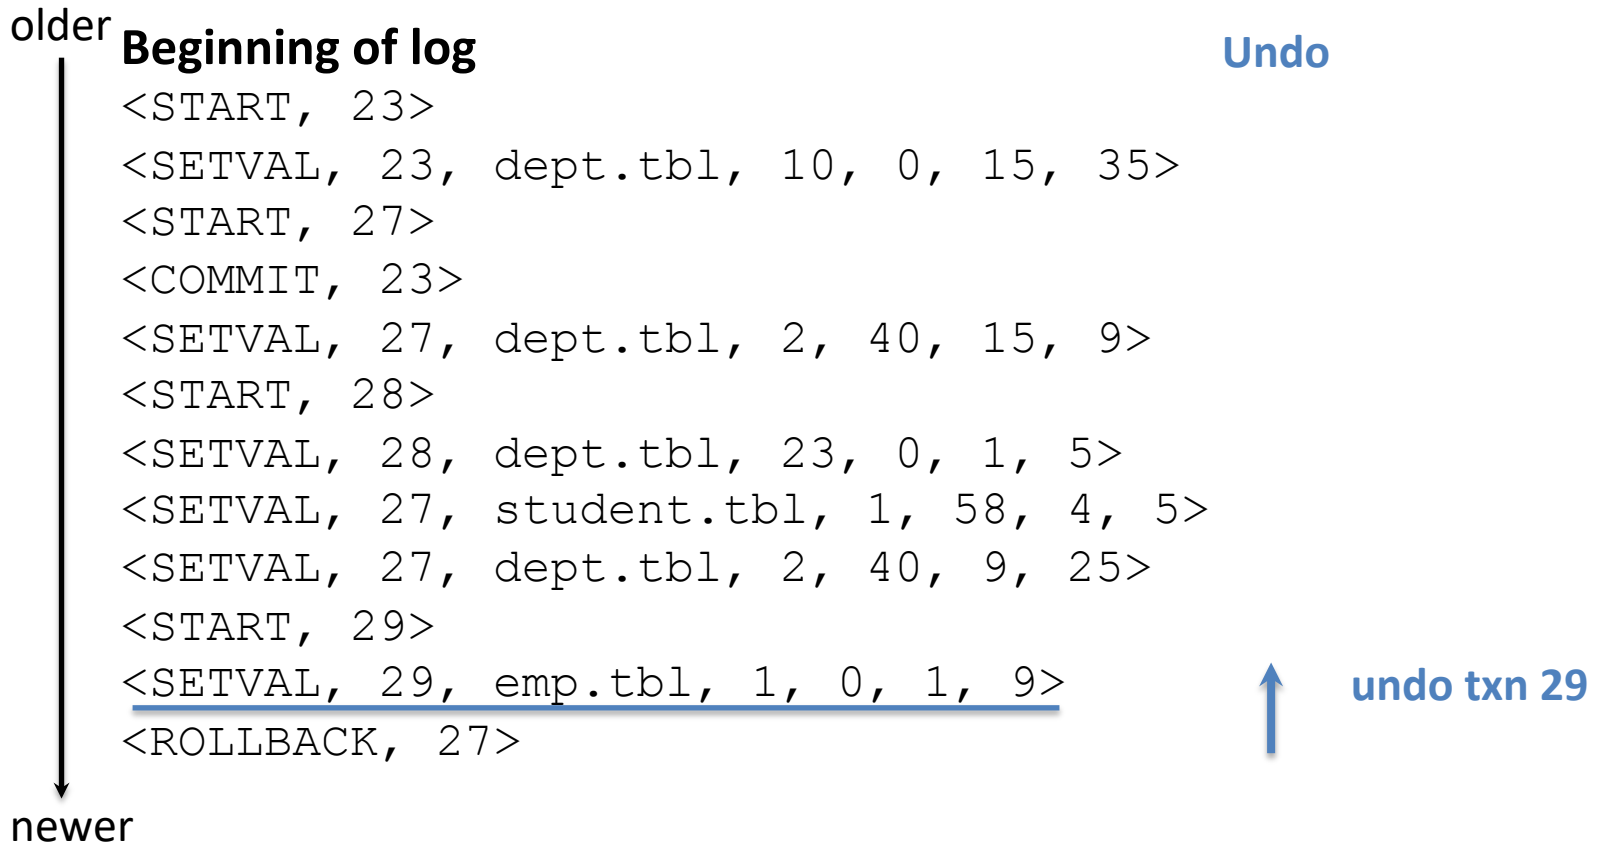 older
Beginning of log
Undo
<START, 23>
<SETVAL, 23, dept.tbl, 10, 0, 15, 35>
<START, 27>
<COMMIT, 23>
<SETVAL, 27, dept.tbl, 2, 40, 15, 9>
<START, 28>
<SETVAL, 28, dept.tbl, 23, 0, 1, 5>
<SETVAL, 27, student.tbl, 1, 58, 4, 5>
<SETVAL, 27, dept.tbl, 2, 40, 9, 25>
<START, 29>
<SETVAL, 29, emp.tbl, 1, 0, 1, 9>
undo txn 29
<ROLLBACK, 27>
newer